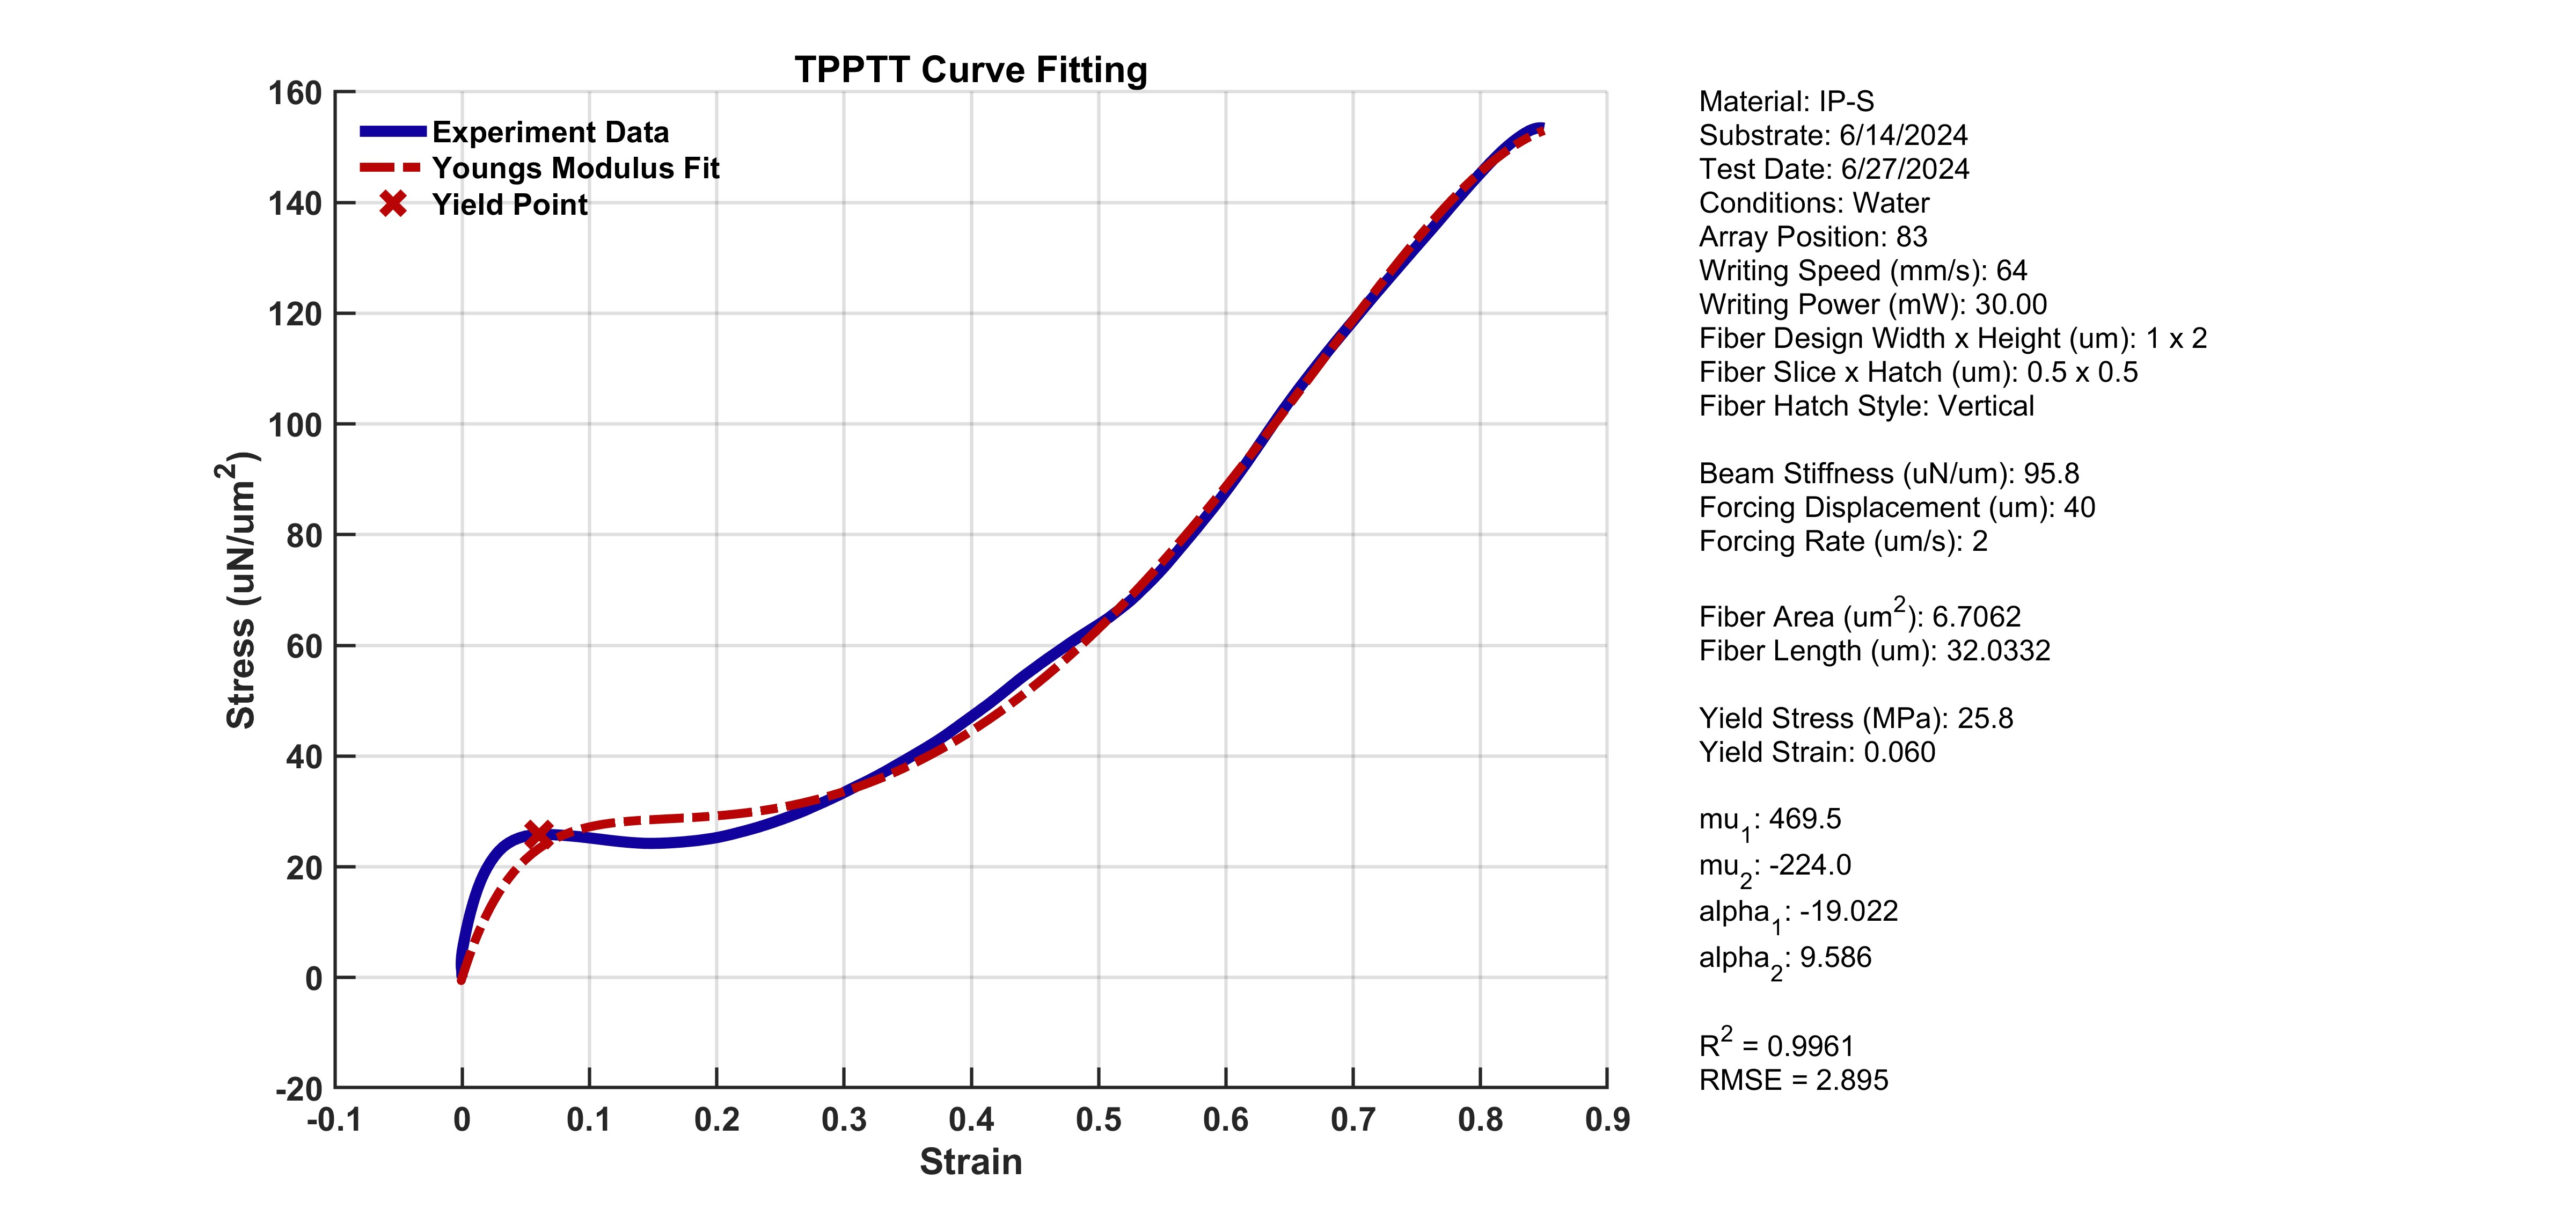 TPPTT Curve Fitting
160
140
120
100
80
60
40
20
0
-20
-0.1 0 0.1 0.2 0.3 0.4 0.5 0.6 0.7 0.8 0.9
Strain
Stress (uN/um2)
Experiment Data
Youngs Modulus Fit
Yield Point
Material: IP-S
Substrate: 6/14/2024
Test Date: 6/27/2024
Conditions: Water
Array Position: 83
Writing Speed (mm/s): 64
Writing Power (mW): 30.00
Fiber Design Width x Height (um): 1 x 2
Fiber Slice x Hatch (um): 0.5 x 0.5
Fiber Hatch Style: Vertical
Beam Stiffness (uN/um): 95.8
Forcing Displacement (um): 40
Forcing Rate (um/s): 2
Fiber Area (um2): 6.7062
Fiber Length (um): 32.0332
Yield Stress (MPa): 25.8
Yield Strain: 0.060
mu1: 469.5
mu2: -224.0
alpha1: -19.022
alpha2: 9.586
R2 = 0.9961
RMSE = 2.895